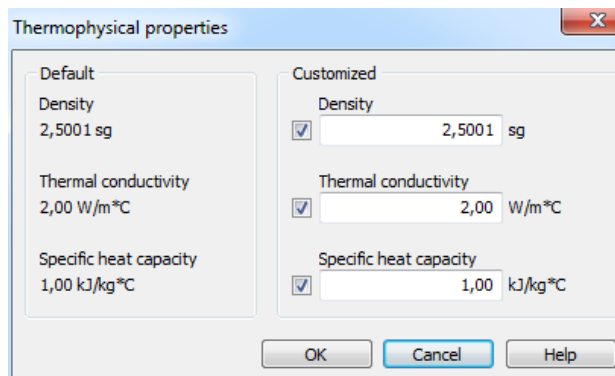 Thermophysical properties
x
Default
Density
2,5001 sg
Thermal conductivity
2,00 W/m*C
Specific heat capacity
1,00 kJ/kg*C
Customized
Density
2,5001 sg
Thermal conductivity
2,00 W/m*C
Specific heat capacity
1,00 kJ/kg*C
OK Cancel Help